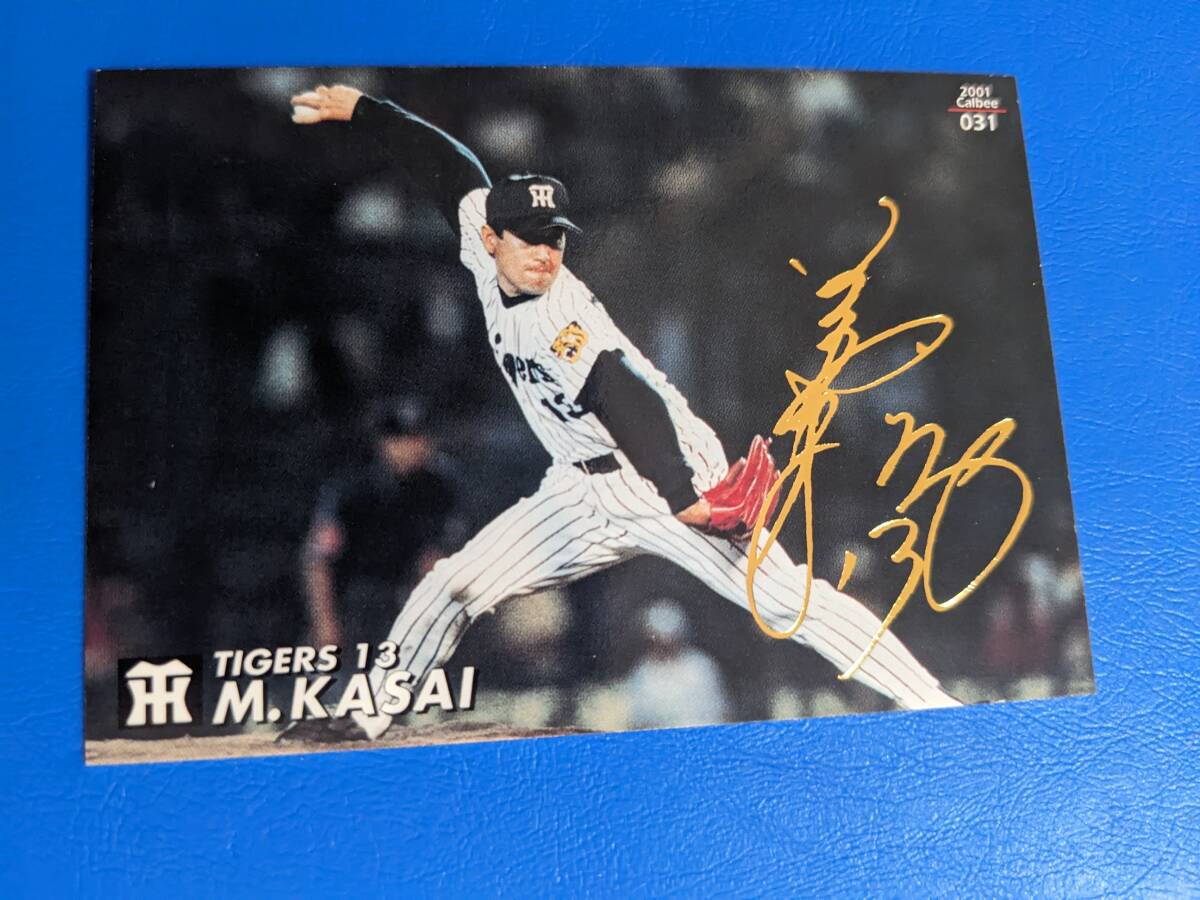 2001
Calbee
031
TIGERS 13
M.KASAI